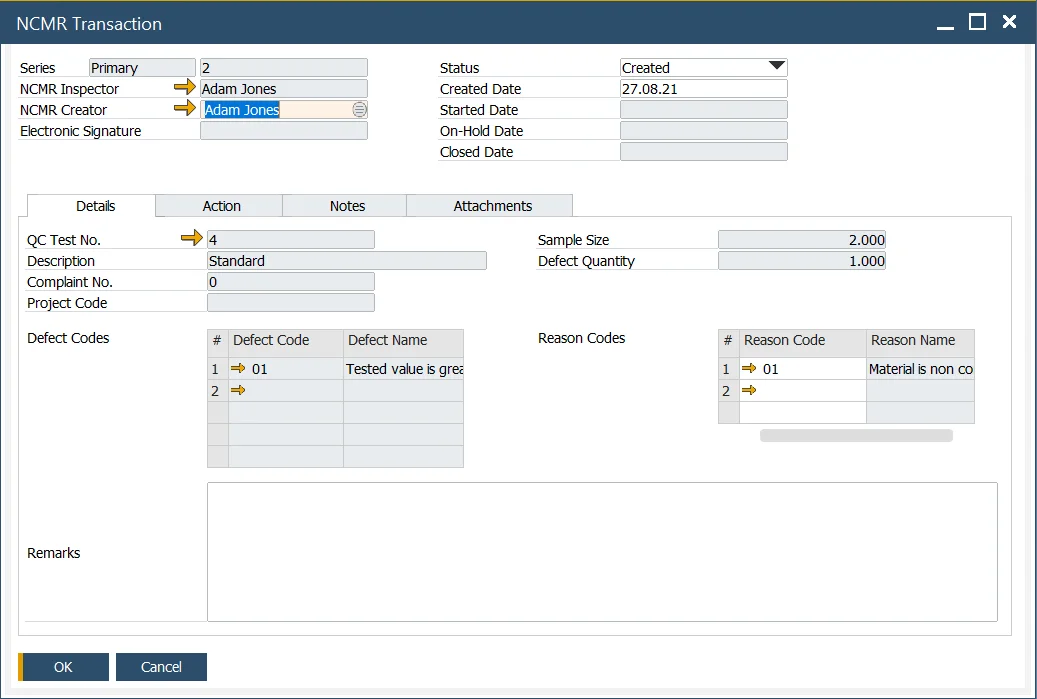 NCMR Transaction
Series Primary 2
NCMR Inspector Adam Jones
NCMR Creator Adam Jones
Electronic Signature
Status Created
Created Date 27.08.21
Started Date
On-Hold Date
Closed Date
Details Action Notes Attachments
QC Test No. 4
Description Standard
Complaint No. 0
Project Code
Sample Size 2.000
Defect Quantity 1.000
Defect Codes
# Defect Code Defect Name
1 01 Tested value is grea
2
Reason Codes
# Reason Code Reason Name
1 01 Material is non co
2
Remarks
OK Cancel